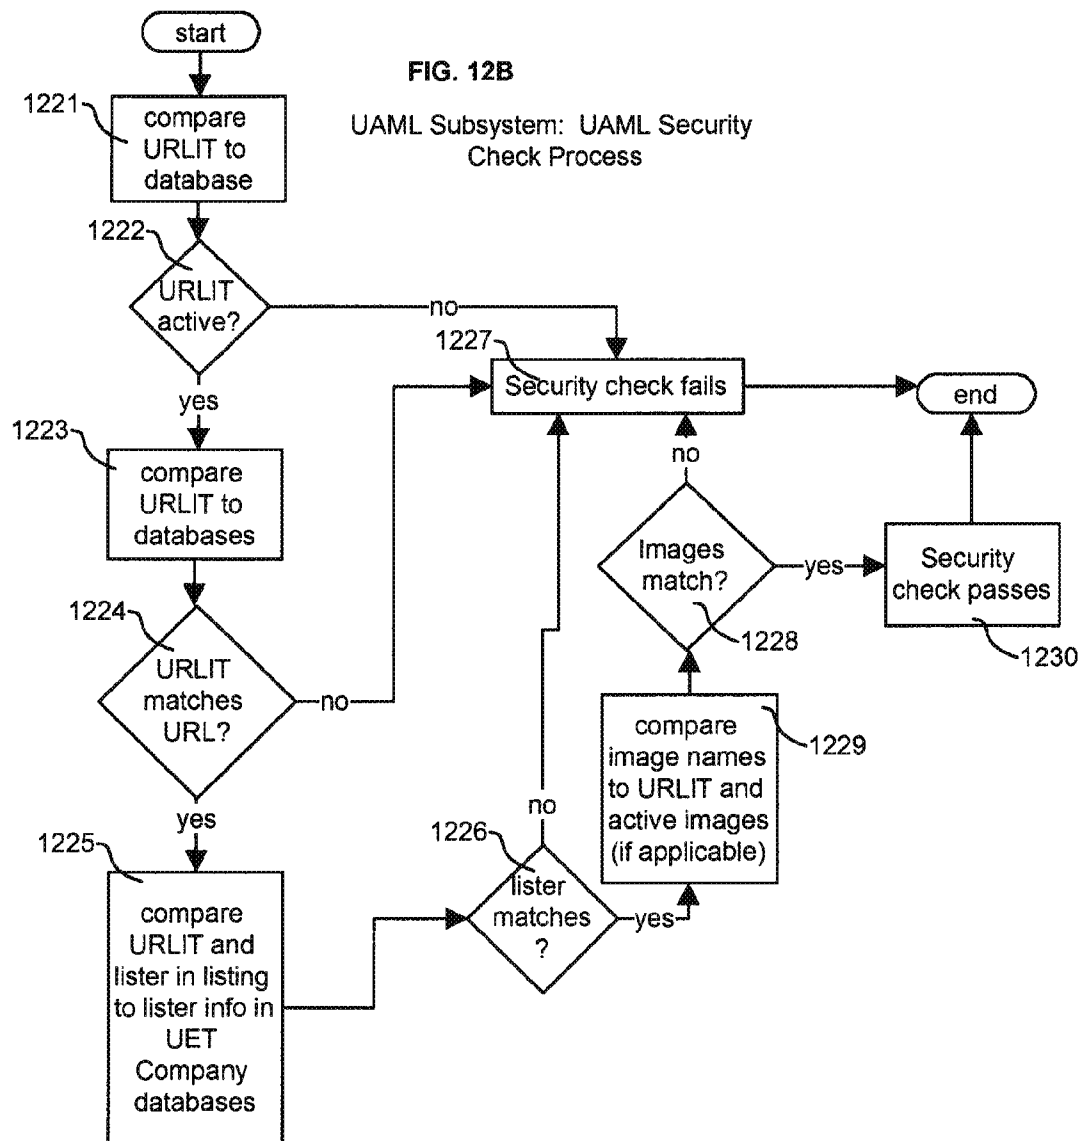 start
FIG. 12B
UAML Subsystem: UAML Security
Check Process
1221
compare
URLIT to
database
1222
URLIT
active?
no
yes
1227
Security check fails
end
1223
compare
URLIT to
databases
1224
URLIT
matches
URL?
no
yes
1225
compare
URLIT and
lister in listing
to lister info in
UET
Company
databases
1226
lister
matches
?
no
yes
1229
compare
image names
to URLIT and
active images
(if applicable)
1228
Images
match?
no
yes
Security
check passes
1230